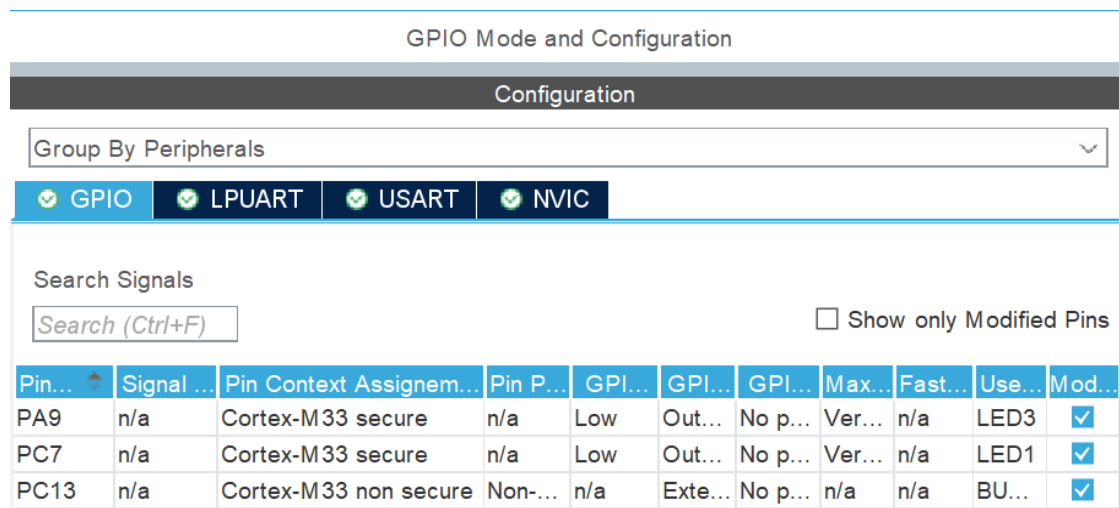 GPIO Mode and Configuration
Configuration
Group By Peripherals
GPIO LPUART USART NVIC
Search Signals
Search (Ctrl+F)
Show only Modified Pins
Pin... Signal ... Pin Context Assignem... Pin P... GPI... GPI... GPI... Max... Fast... Use... Mod...
PA9 n/a Cortex-M33 secure n/a Low Out... No p... Ver... n/a LED3
PC7 n/a Cortex-M33 secure n/a Low Out... No p... Ver... n/a LED1
PC13 n/a Cortex-M33 non secure Non-... n/a Exte... No p... n/a n/a BU...